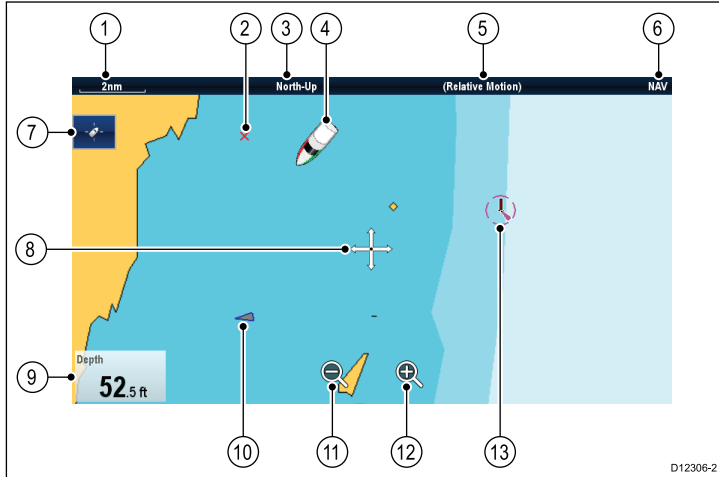 1 2 3 4 5 6
2nm North-Up (Relative Motion) NAV
7
8
Depth
9
52.5 ft
10 11 12 13
D12306-2